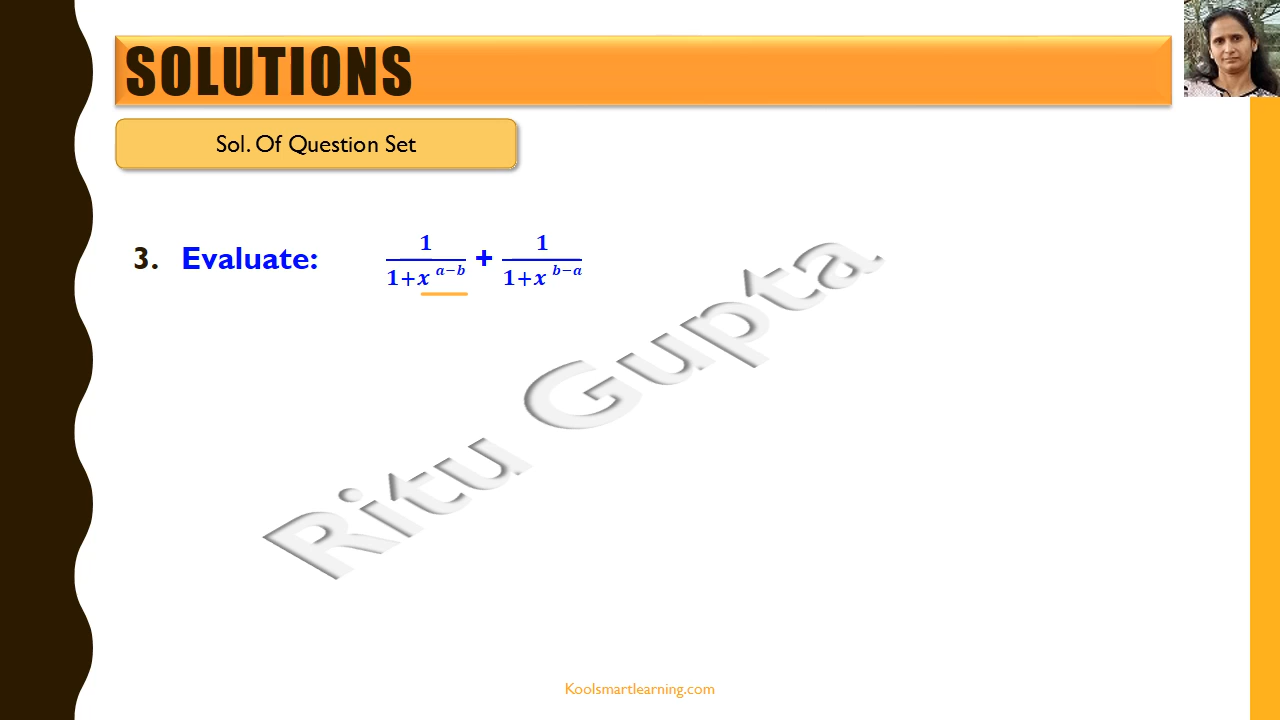 SOLUTIONS
Sol. Of Question Set
3. Evaluate: 1/(1+x^(a−b)) + 1/(1+x^(b−a))
Ritu Gupta
Koolsmartlearning.com